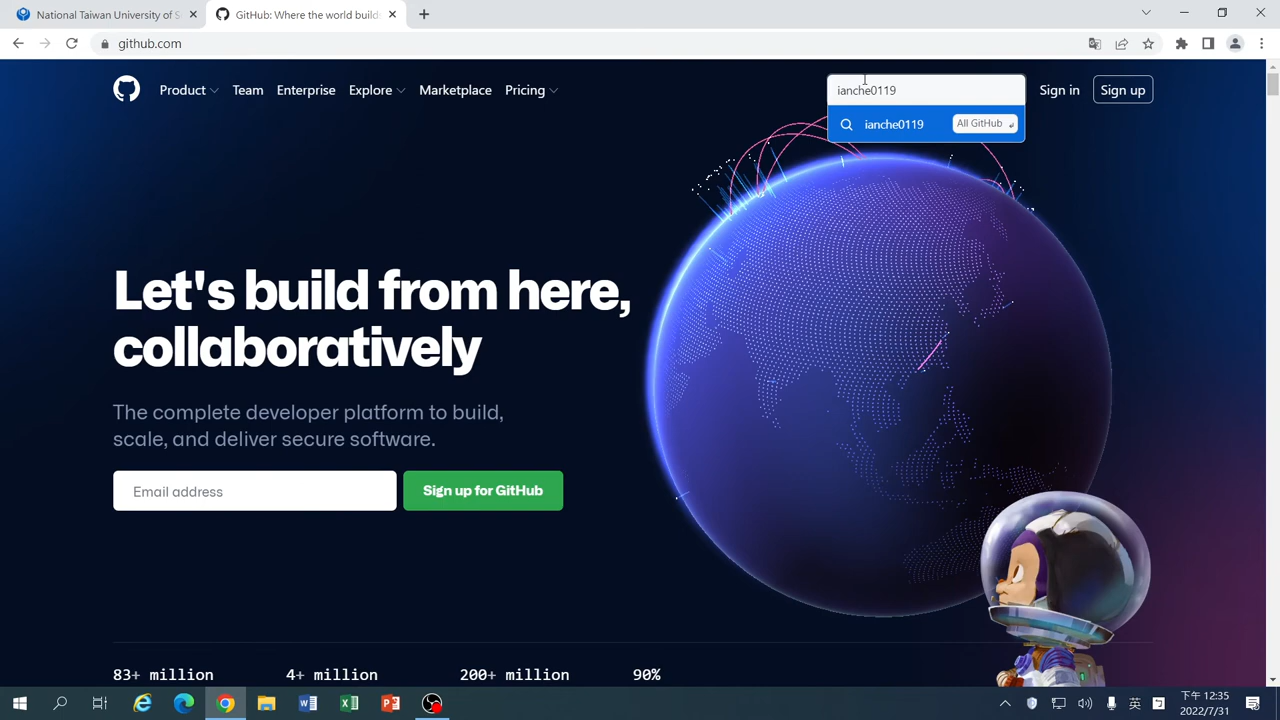 National Taiwan University of S
GitHub: Where the world build
github.com
Product
Team
Enterprise
Explore
Marketplace
Pricing
ianche0119
Sign in
Sign up
ianche0119
All GitHub
Let's build from here,
collaboratively
The complete developer platform to build,
scale, and deliver secure software.
Email address
Sign up for GitHub
83+ million
4+ million
200+ million
90%
英
下午 12:35
2022/7/31